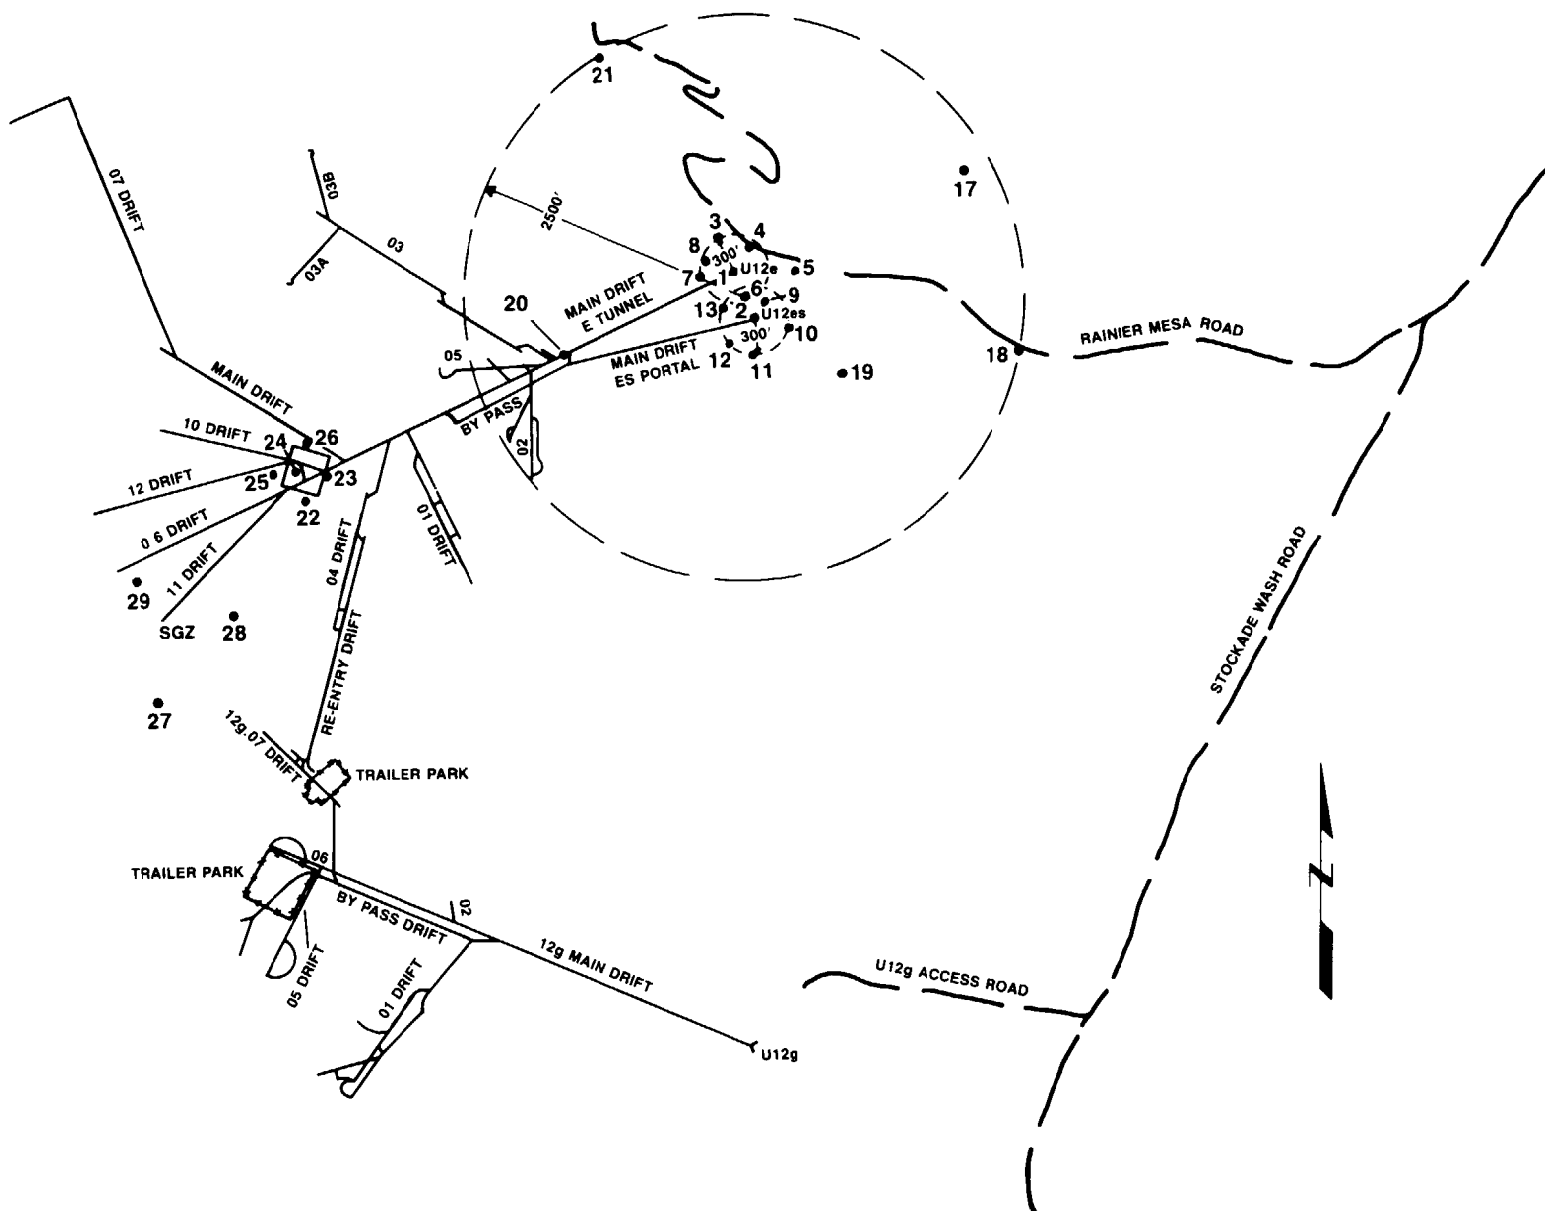 21
07 DRIFT
03B
17
2500′
03
03A
3
4
8
300′
7
1
U12e
5
MAIN DRIFT
E TUNNEL
20
6
9
13
2
U12es
10
300′
12
11
MAIN DRIFT
ES PORTAL
05
18
RAINIER MESA ROAD
19
MAIN DRIFT
BY PASS
02
10 DRIFT
24
26
25
23
12 DRIFT
22
0 6 DRIFT
11 DRIFT
04 DRIFT
01 DRIFT
29
SGZ
28
STOCKADE WASH ROAD
RE-ENTRY DRIFT
27
12g.07 DRIFT
TRAILER PARK
N
TRAILER PARK
06
BY PASS DRIFT
02
12g MAIN DRIFT
05 DRIFT
01 DRIFT
U12g ACCESS ROAD
U12g